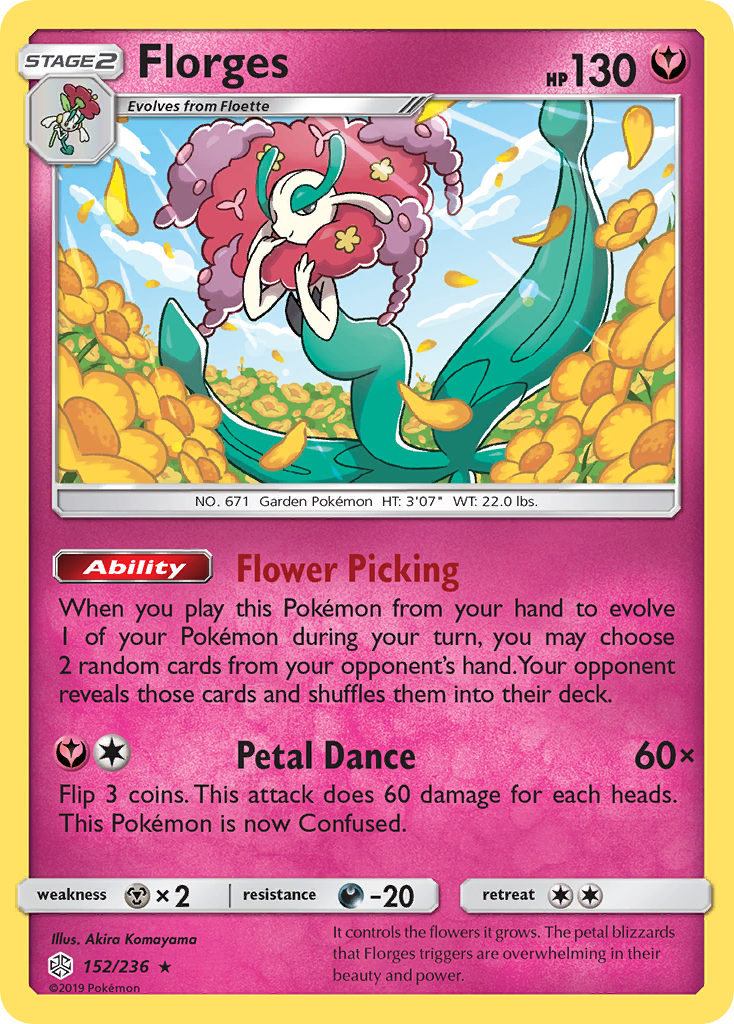 STAGE2
Florges
HP130
Evolves from Floette
NO. 671 Garden Pokémon HT: 3'07" WT: 22.0 lbs.
Ability
Flower Picking
When you play this Pokémon from your hand to evolve
1 of your Pokémon during your turn, you may choose
2 random cards from your opponent's hand. Your opponent
reveals those cards and shuffles them into their deck.
Petal Dance
60×
Flip 3 coins. This attack does 60 damage for each heads.
This Pokémon is now Confused.
weakness ×2
resistance -20
retreat
Illus. Akira Komayama
152/236 ★
©2019 Pokémon
It controls the flowers it grows. The petal blizzards
that Florges triggers are overwhelming in their
beauty and power.